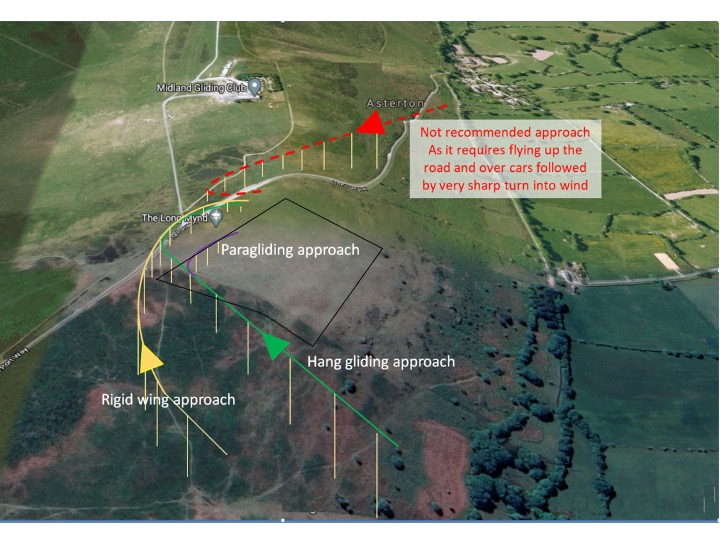 Midland Gliding Club
Asterton
Not recommended approach
As it requires flying up the
road and over cars followed
by very sharp turn into wind
The Long Mynd
Paragliding approach
Hang gliding approach
Rigid wing approach